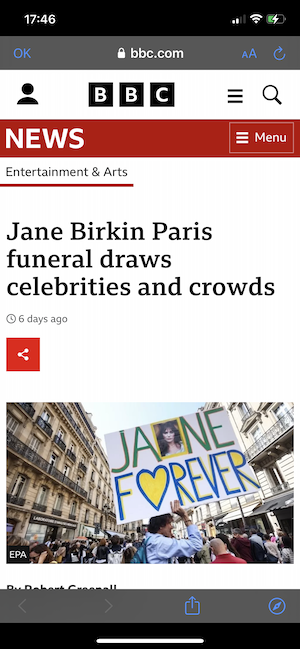 17:46
OK
bbc.com
AA
BBC
NEWS
Menu
Entertainment & Arts
Jane Birkin Paris
funeral draws
celebrities and crowds
6 days ago
JANE
FOREVER
EPA
By Robert Greenall